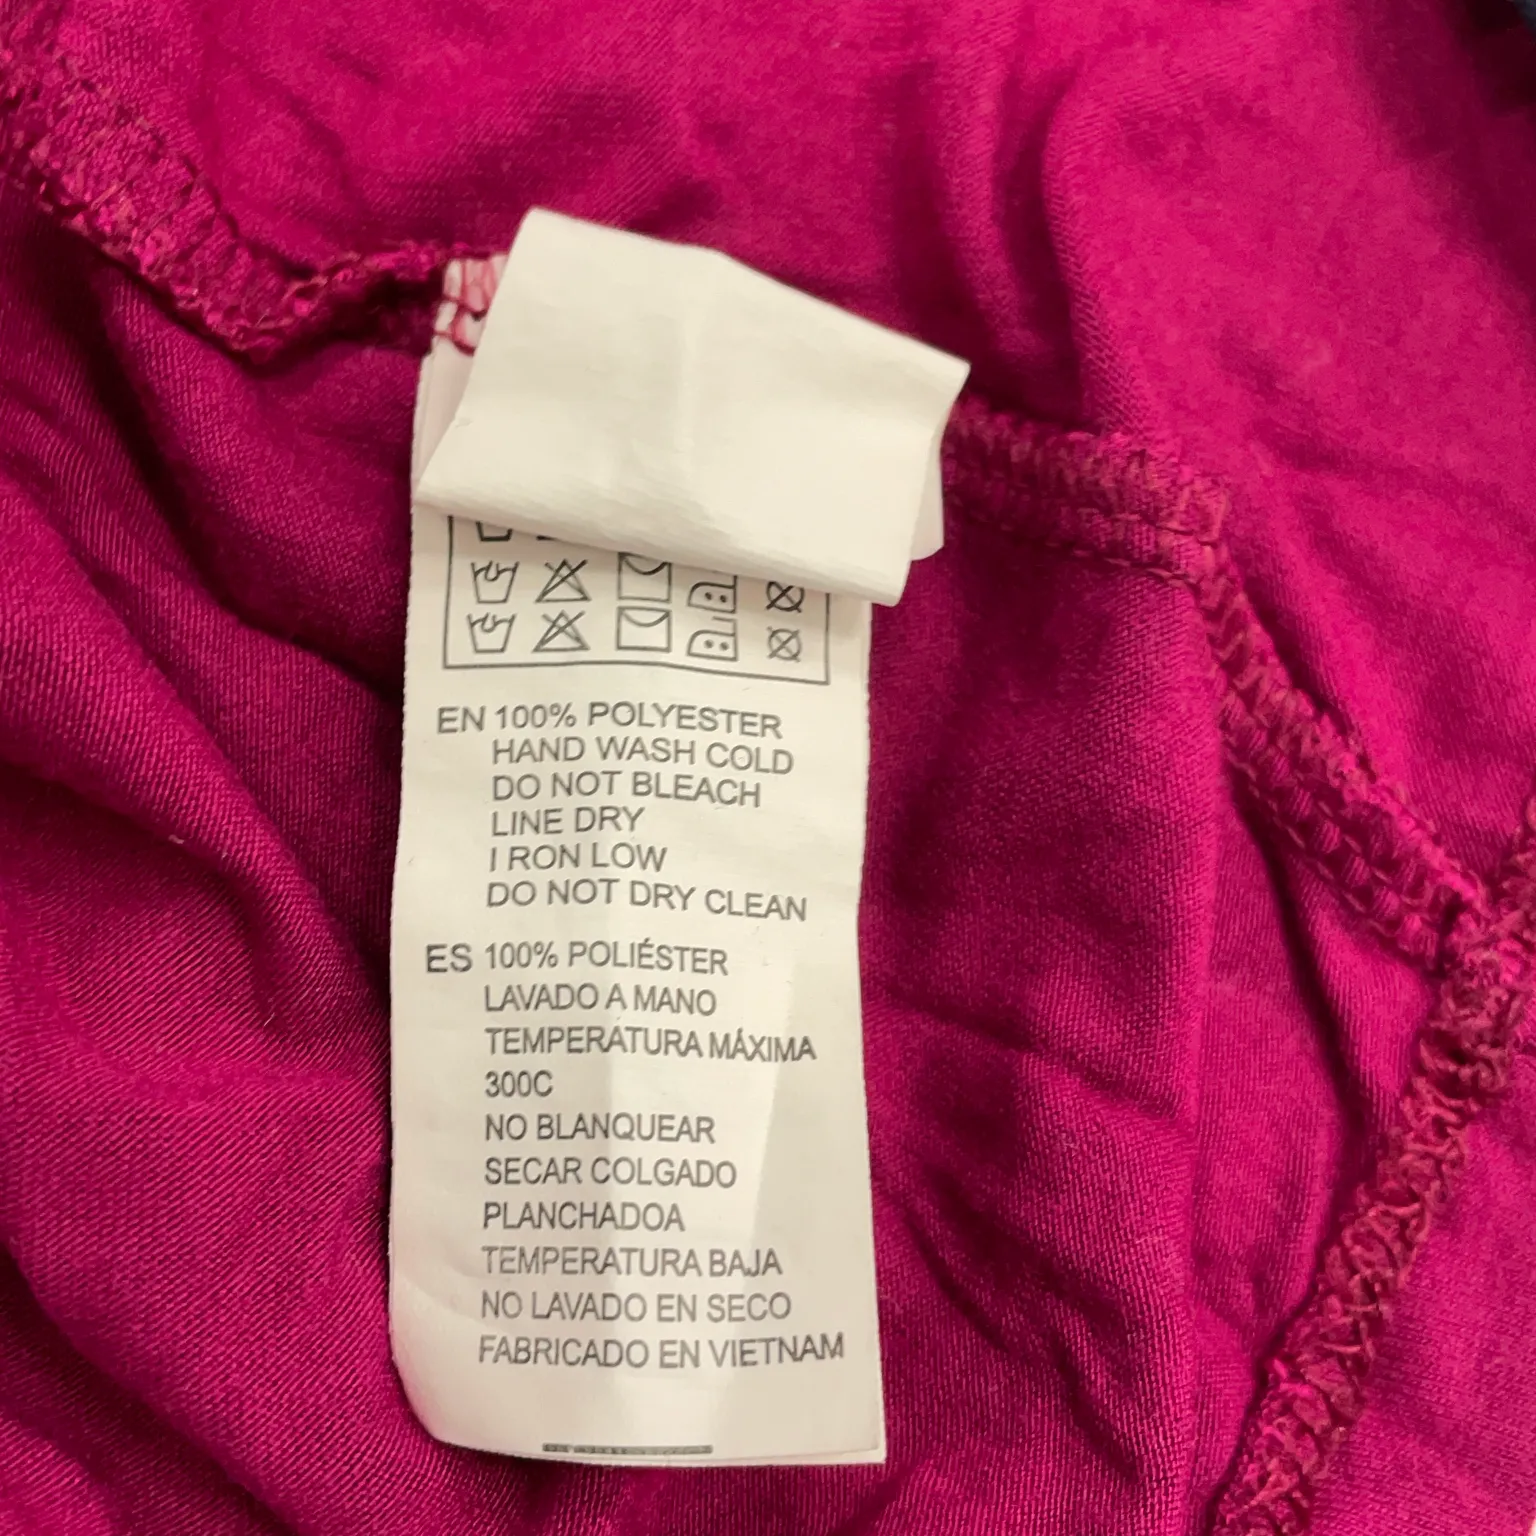 EN 100% POLYESTER
HAND WASH COLD
DO NOT BLEACH
LINE DRY
I RON LOW
DO NOT DRY CLEAN
ES 100% POLIÉSTER
LAVADO A MANO
TEMPERATURA MÁXIMA
300C
NO BLANQUEAR
SECAR COLGADO
PLANCHADOA
TEMPERATURA BAJA
NO LAVADO EN SECO
FABRICADO EN VIETNAM